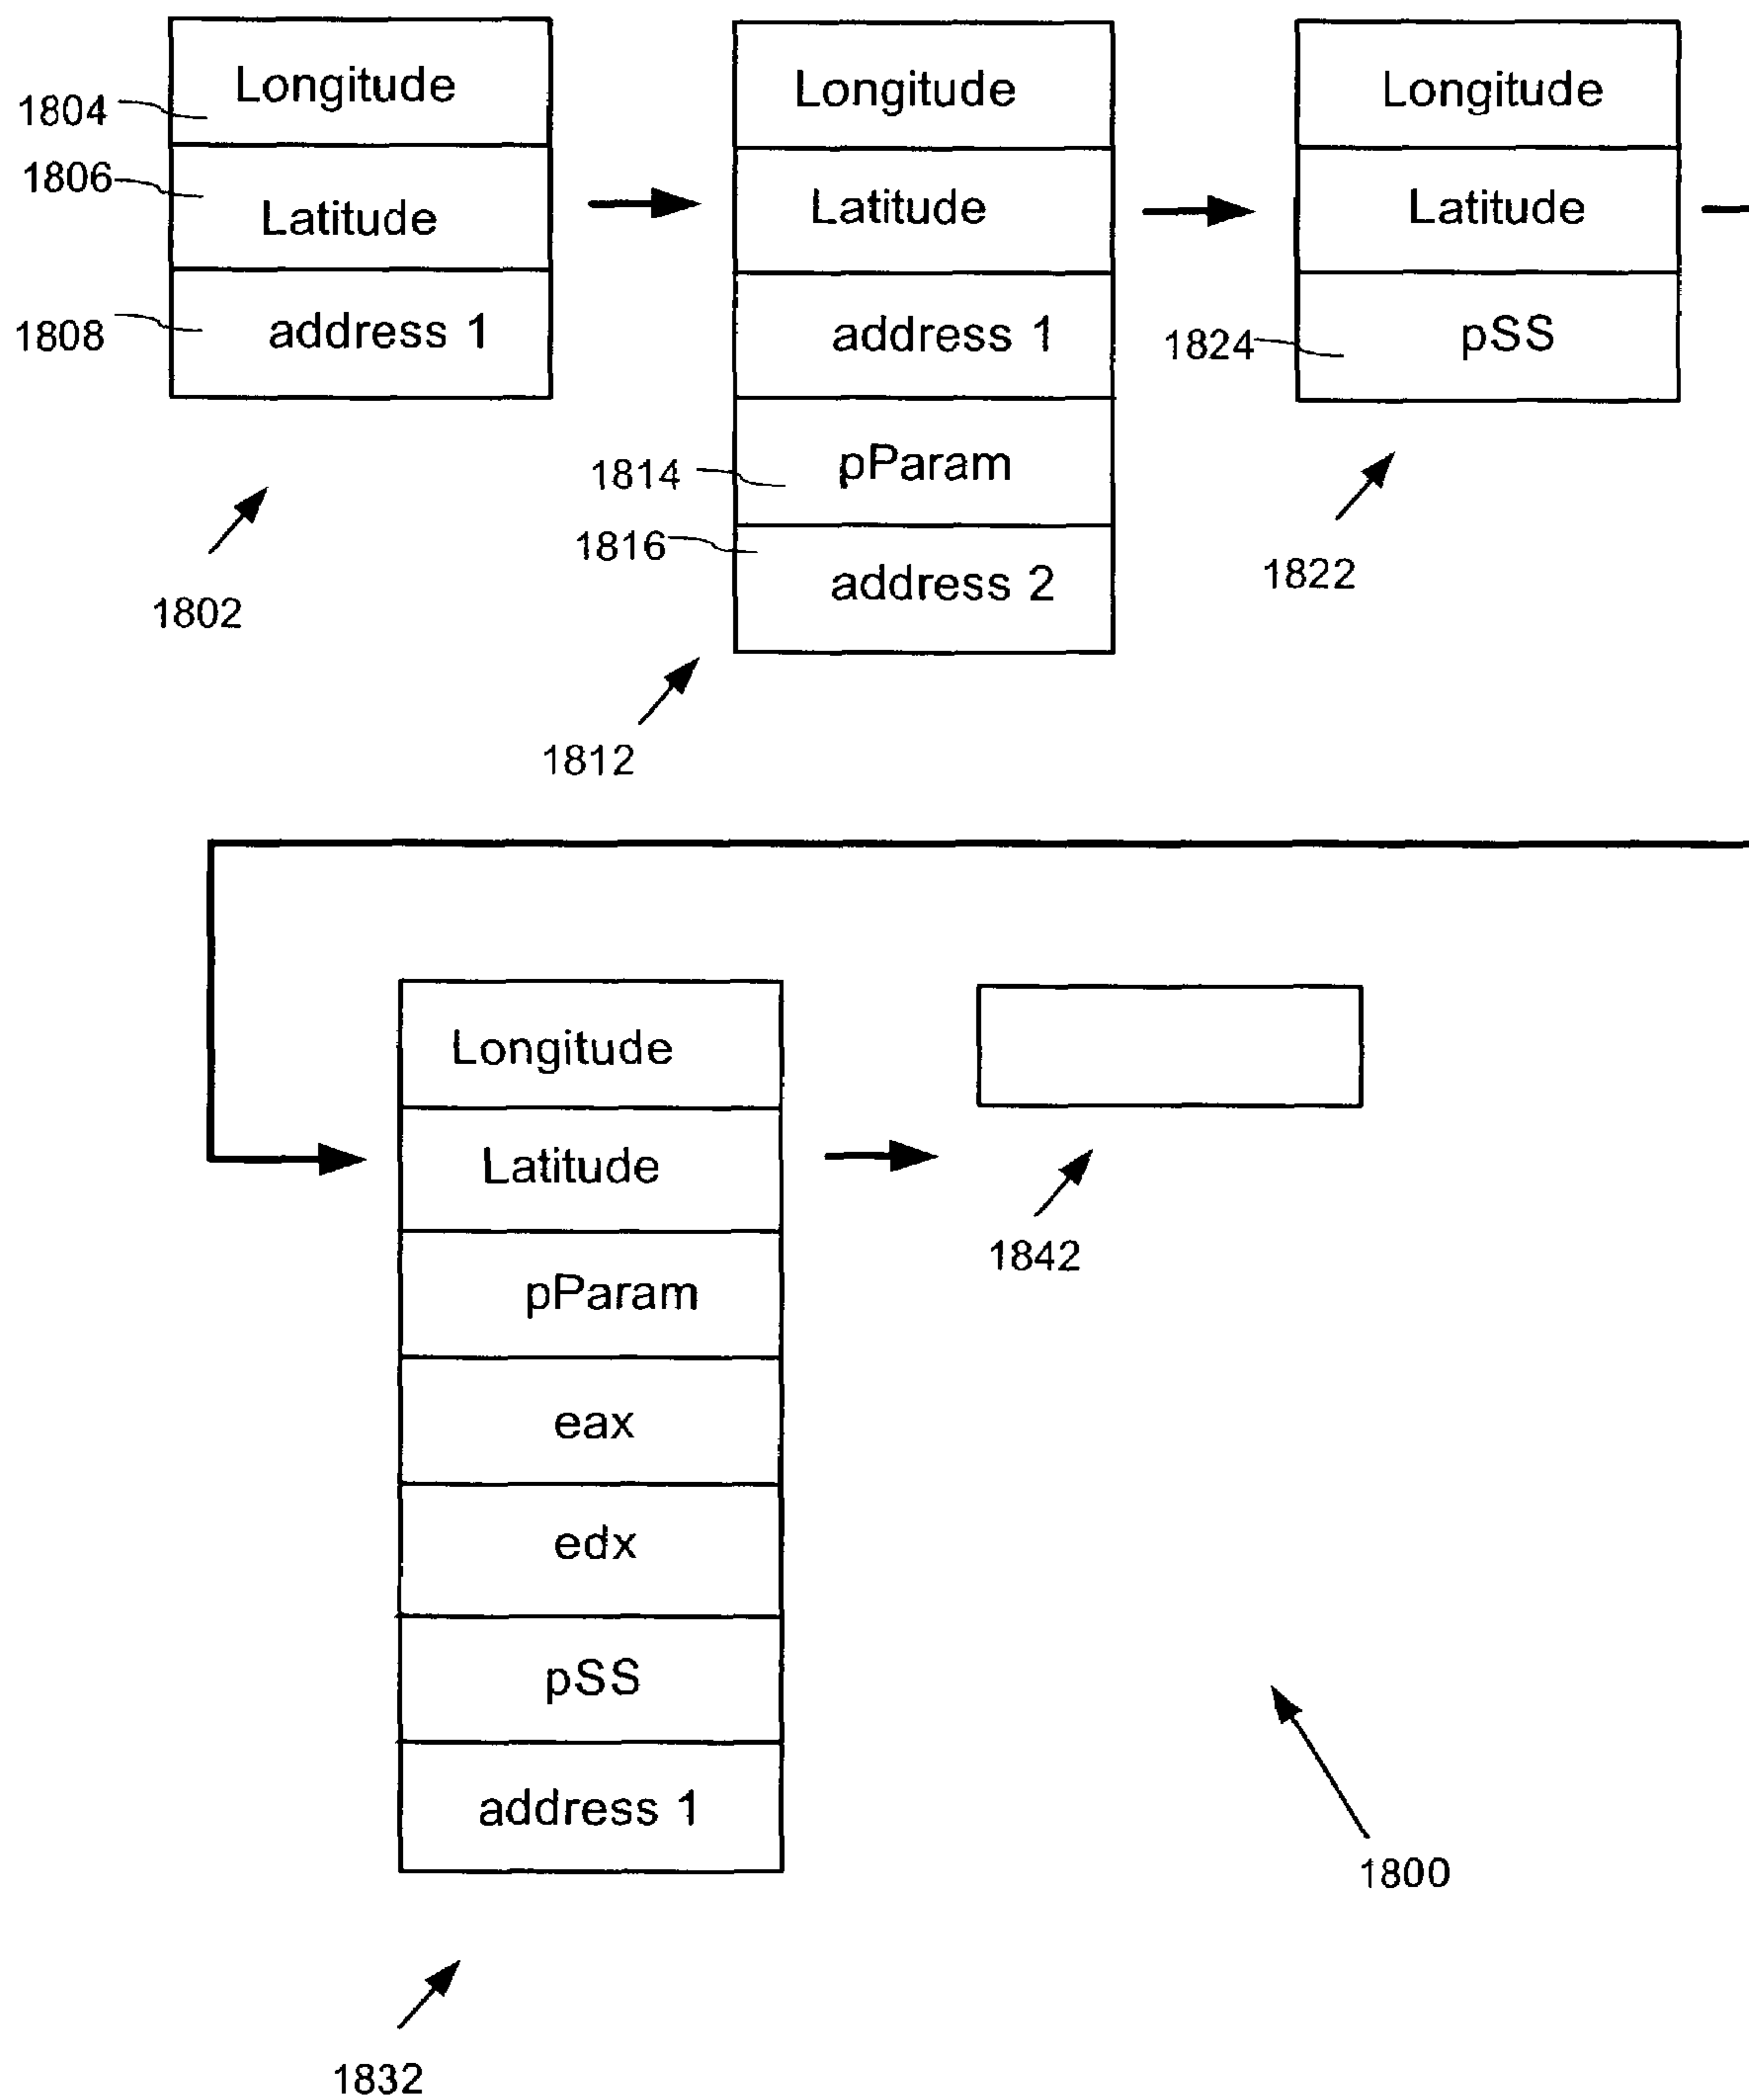 Longitude
1804
1806
Latitude
1808
address 1
1802
Longitude
Latitude
address 1
1814
pParam
1816
address 2
1812
Longitude
Latitude
1824
pSS
1822
Longitude
Latitude
pParam
eax
edx
pSS
address 1
1832
1842
1800